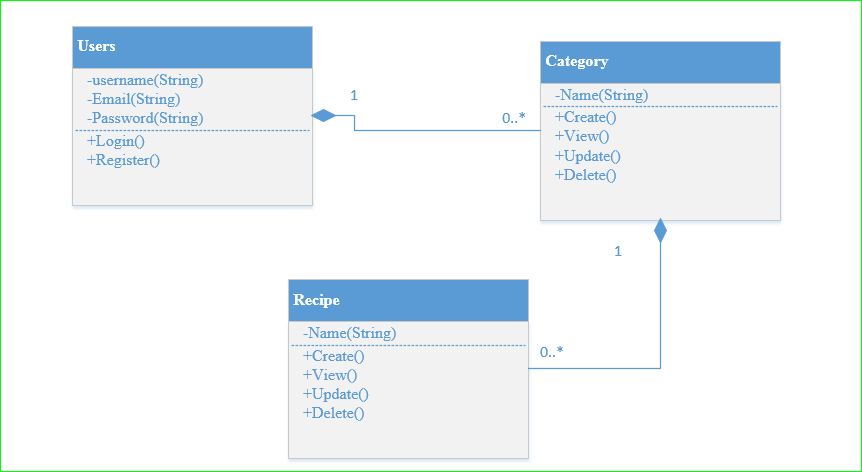 Users
-username(String)
-Email(String)
-Password(String)
+Login()
+Register()
1
0..*
Category
-Name(String)
+Create()
+View()
+Update()
+Delete()
1
0..*
Recipe
-Name(String)
+Create()
+View()
+Update()
+Delete()